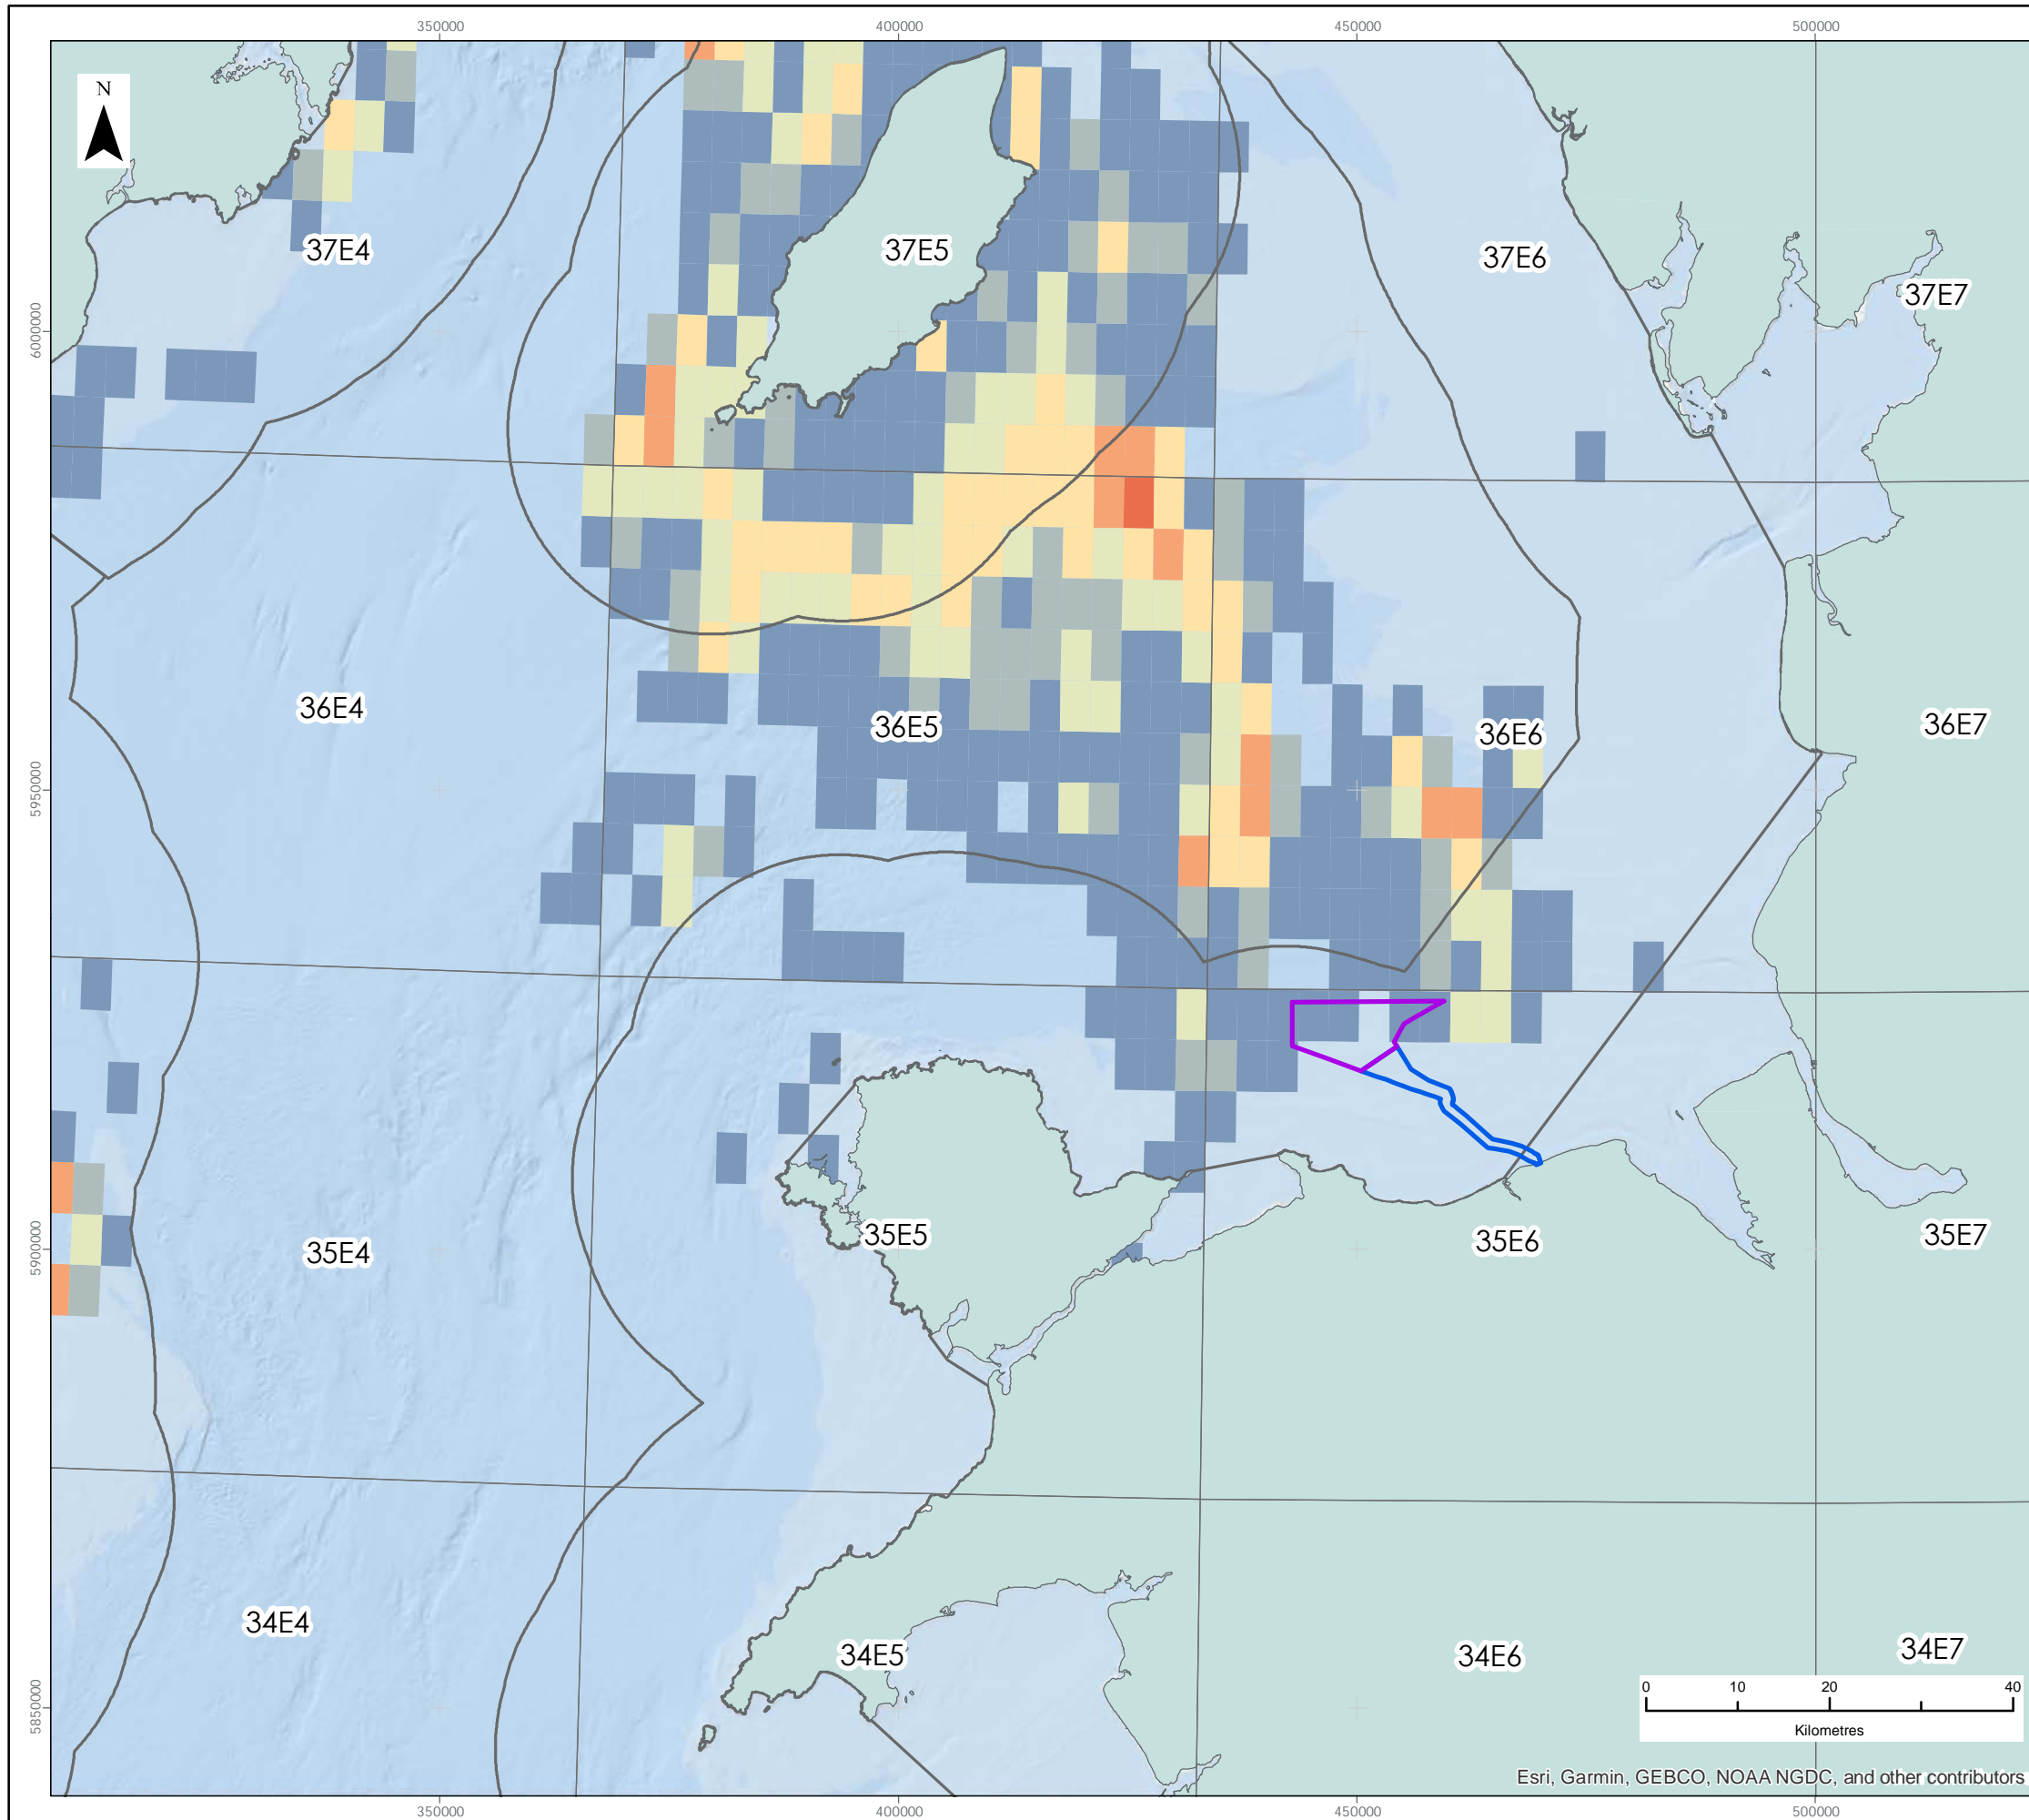 350000
400000
450000
500000
N
37E4
37E5
37E6
37E7
6000000
36E4
36E5
36E6
36E7
5950000
35E4
35E5
35E6
35E7
5900000
34E4
34E5
34E6
34E7
5850000
0 10 20 40
Kilometres
Esri, Garmin, GEBCO, NOAA NGDC, and other contributors
350000
400000
450000
500000